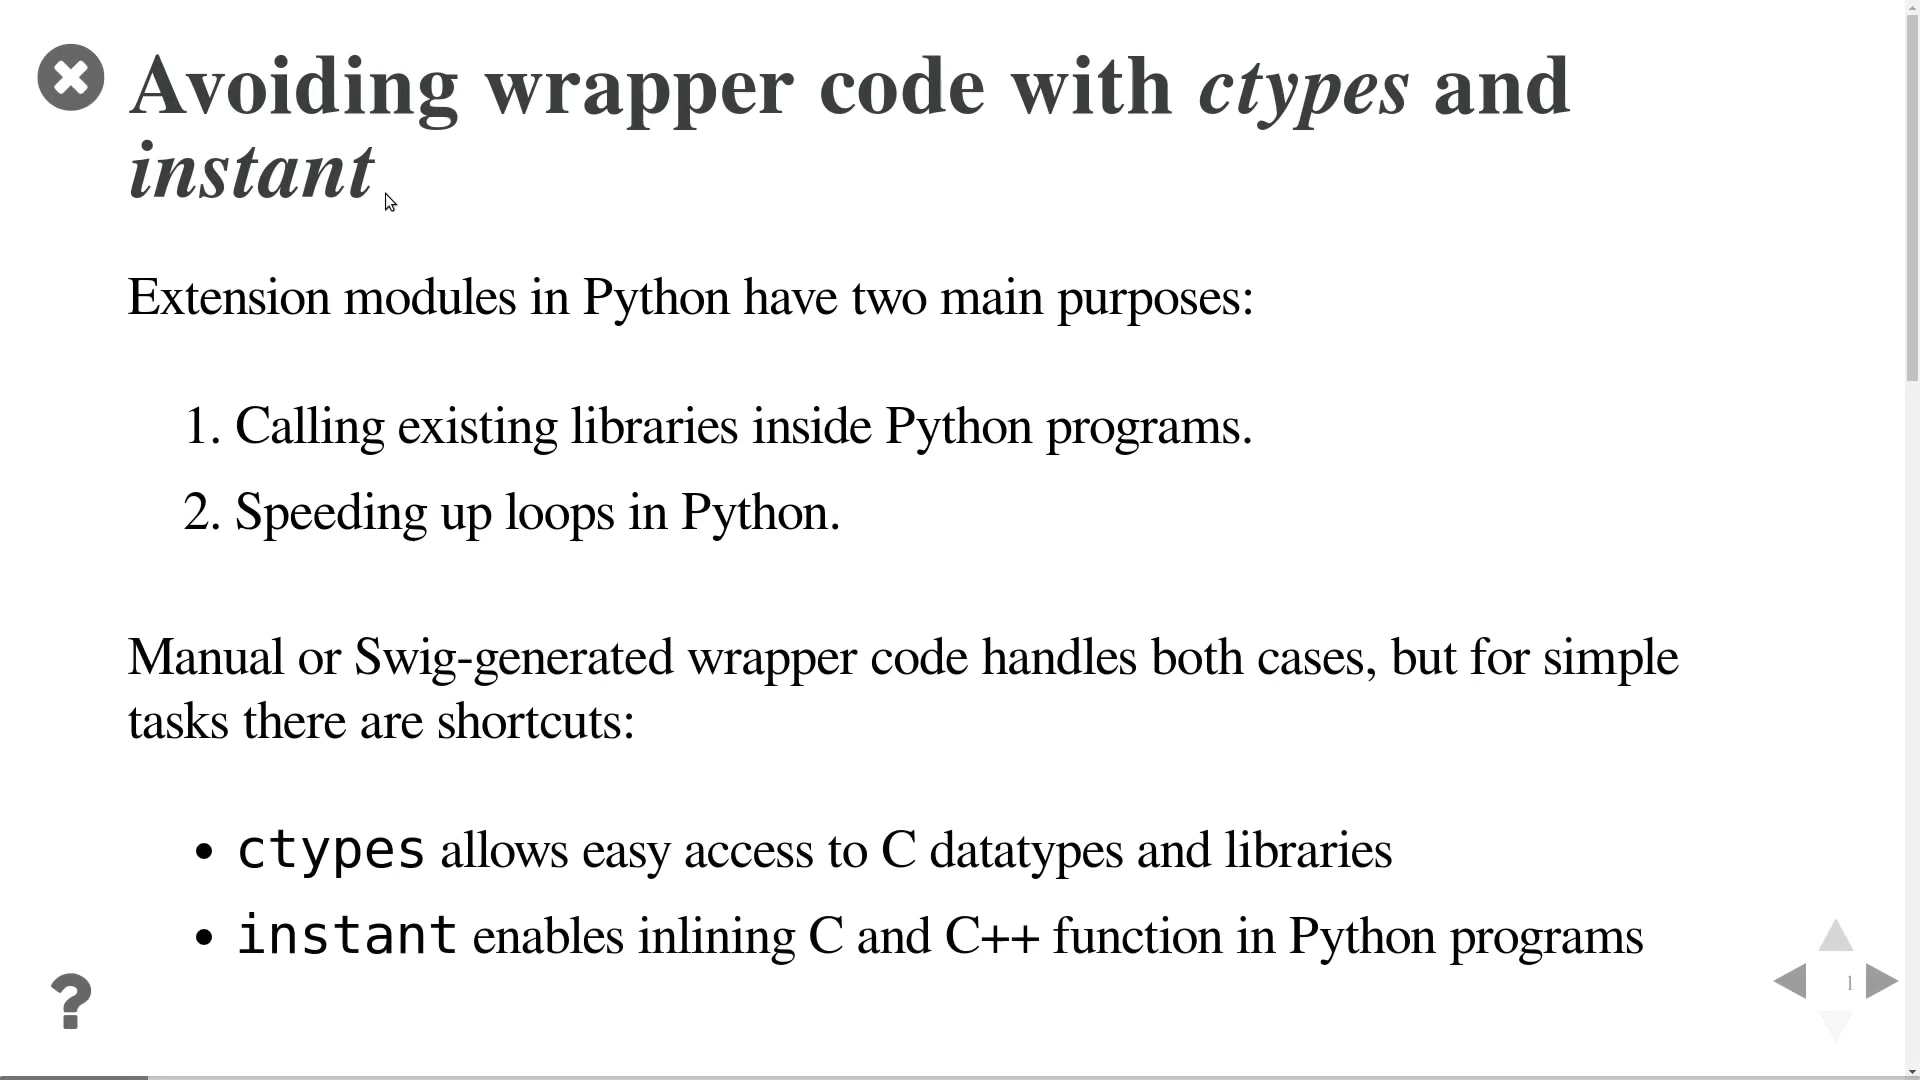 Avoiding wrapper code with ctypes and
instant
Extension modules in Python have two main purposes:
1. Calling existing libraries inside Python programs.
2. Speeding up loops in Python.
Manual or Swig-generated wrapper code handles both cases, but for simple
tasks there are shortcuts:
• ctypes allows easy access to C datatypes and libraries
• instant enables inlining C and C++ function in Python programs
?
1